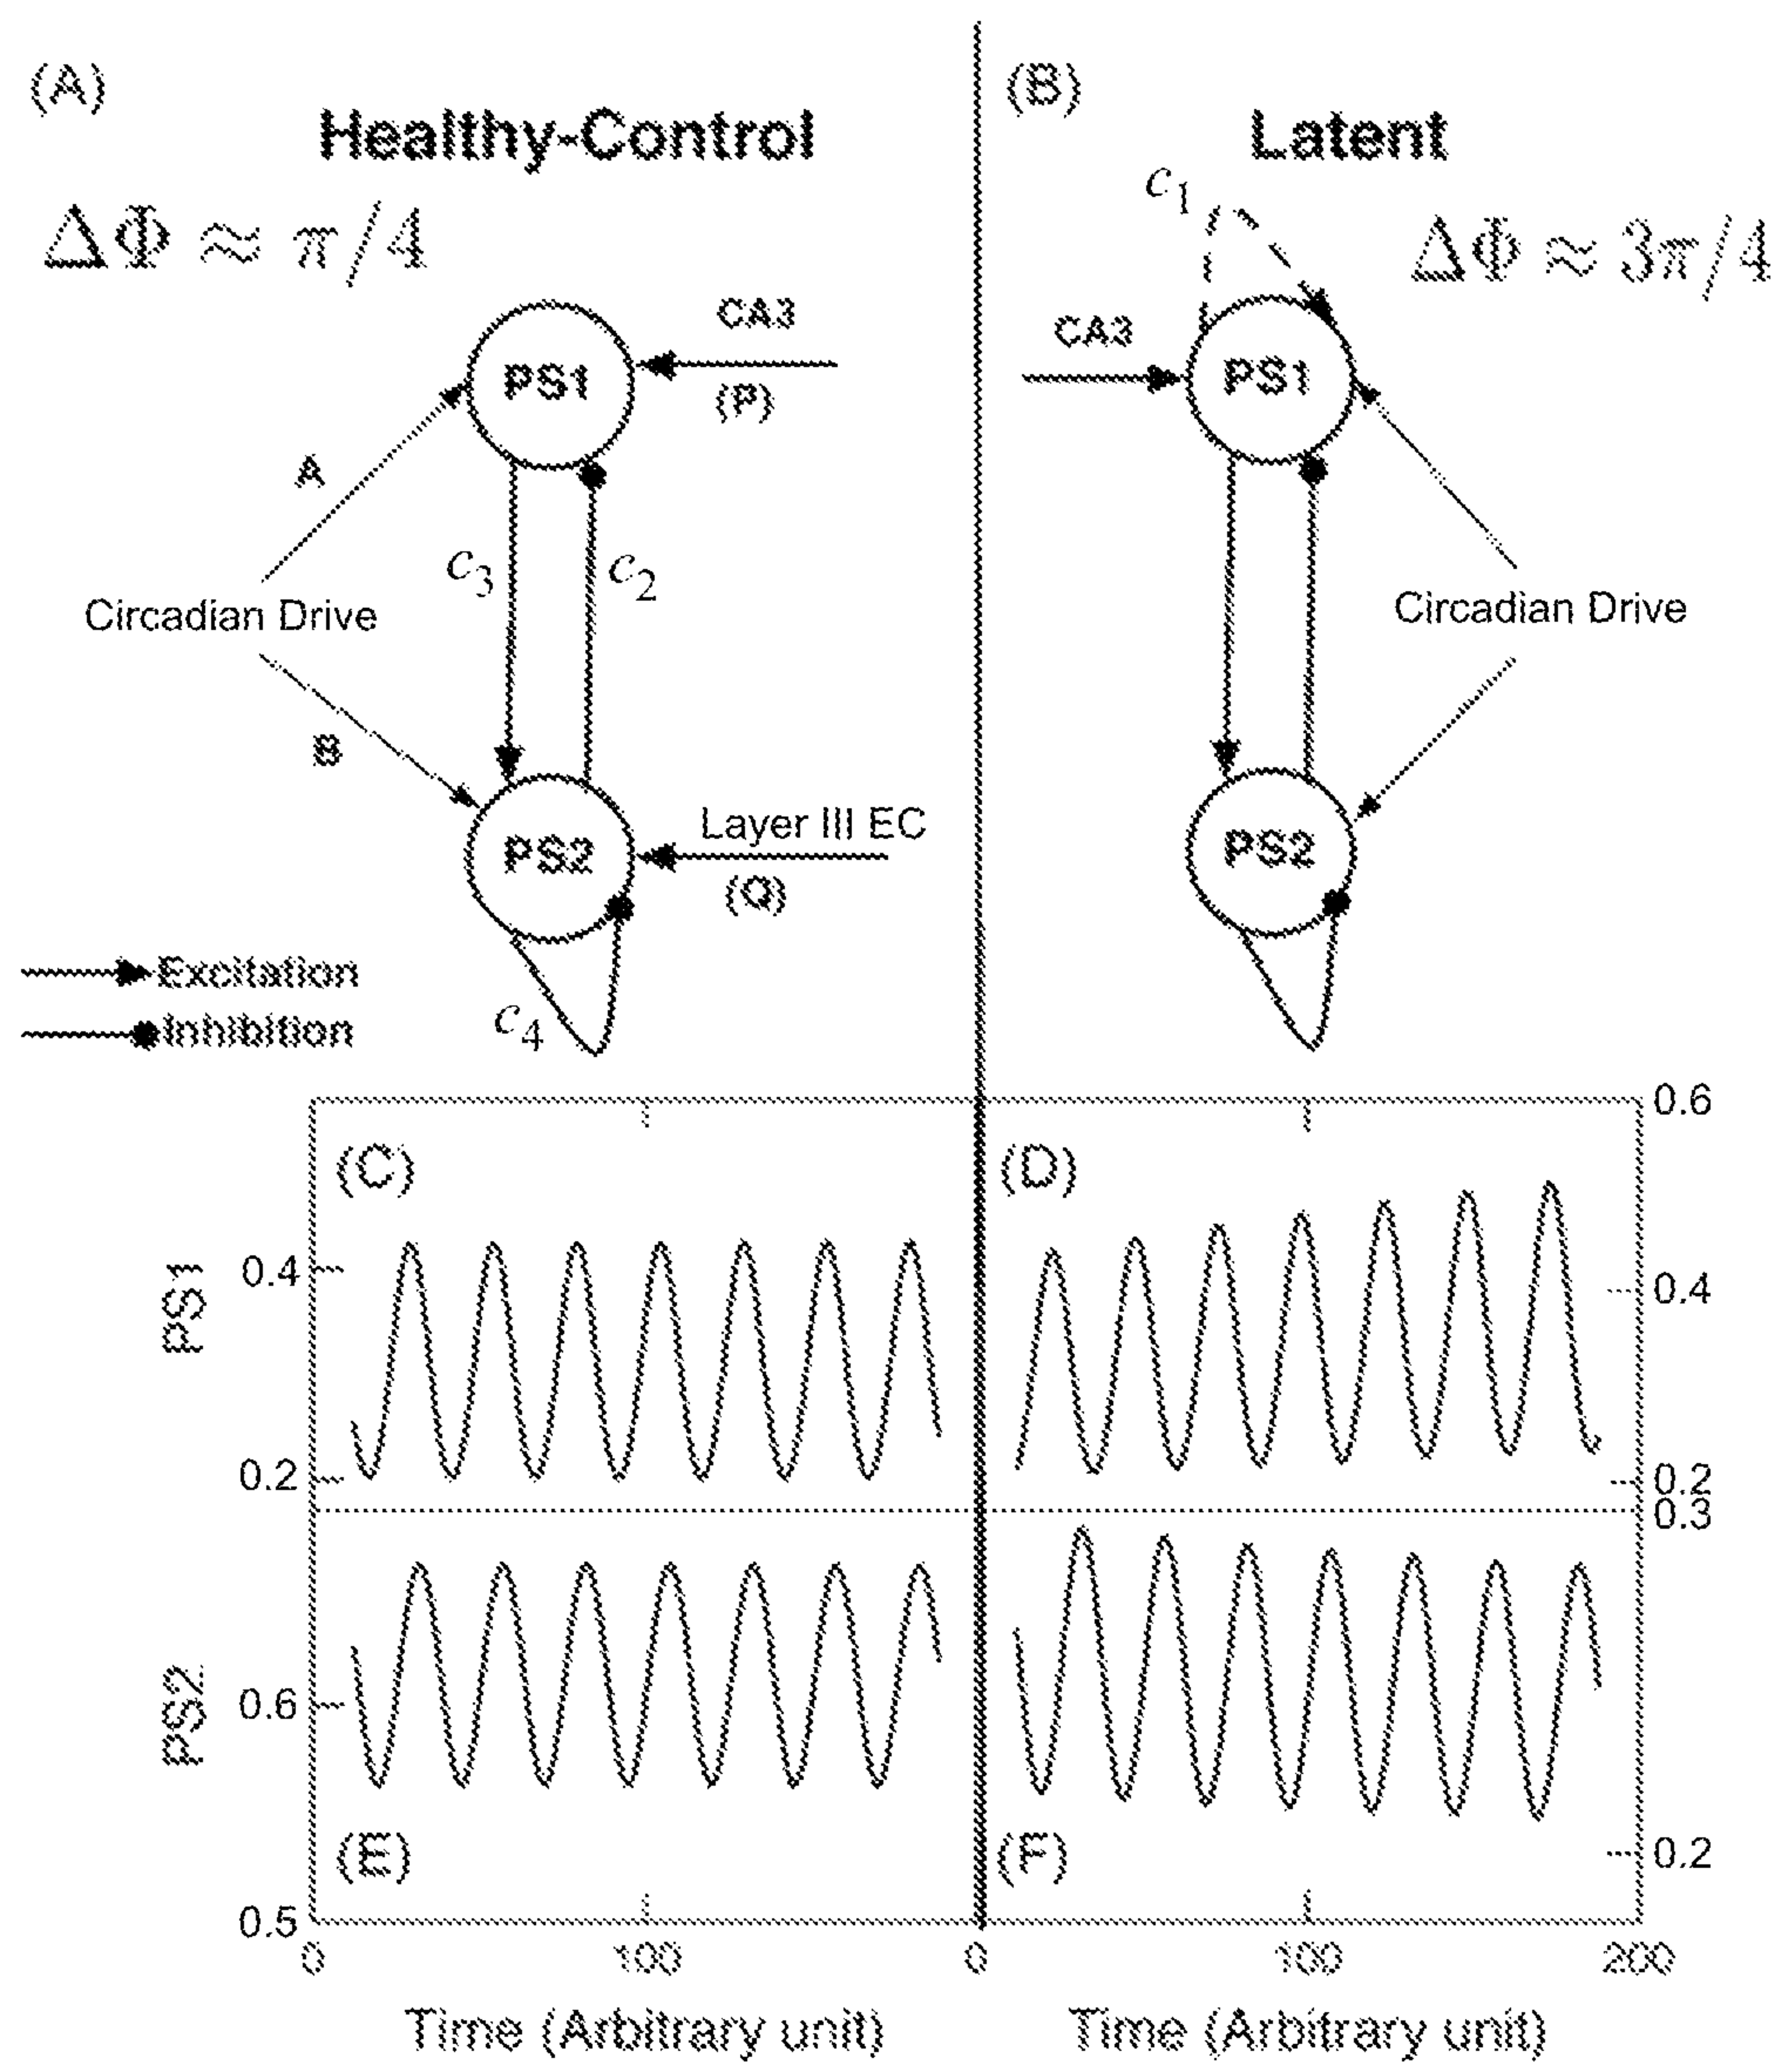 (A)
Healthy-Control
ΔΦ ≈ π/4
CA3
PS1
(P)
A
c3
c2
Circadian Drive
B
Layer III EC
PS2
(Q)
Excitation
Inhibition
c4
(B)
Latent
c1
ΔΦ ≈ 3π/4
CA3
PS1
Circadian Drive
PS2
(C)
(D)
0.6
PS1
0.4
0.4
0.2
0.2
0.3
PS2
0.6
(E)
(F)
0.2
0.5
0
100
0
100
200
Time (Arbitrary unit)
Time (Arbitrary unit)